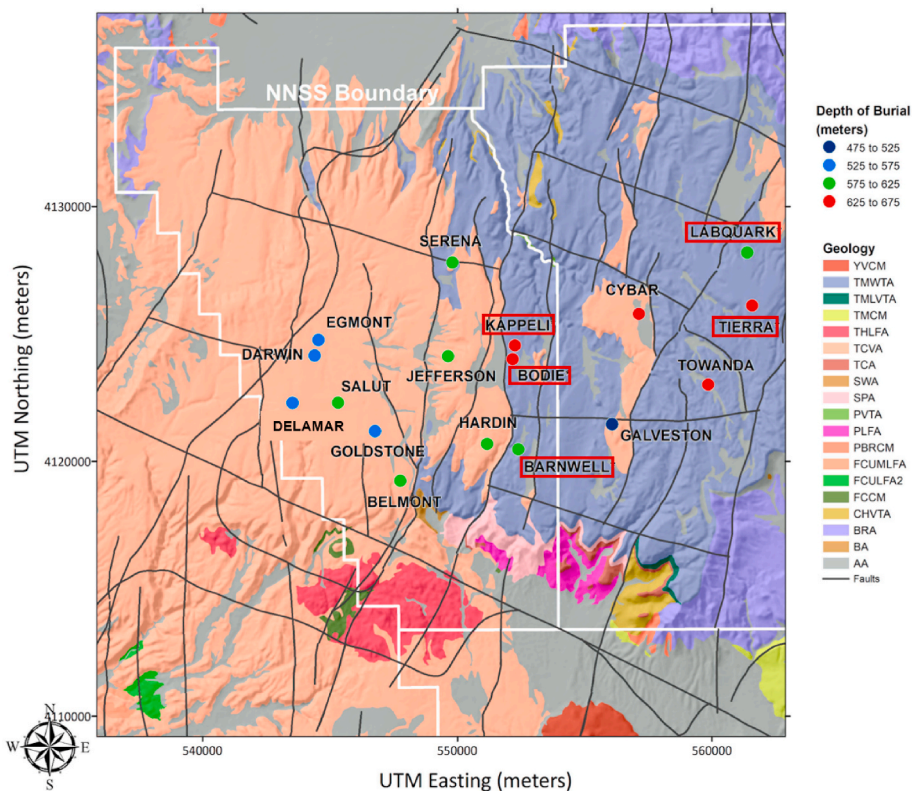 NNSS Boundary
Depth of Burial
(meters)
475 to 525
525 to 575
575 to 625
625 to 675
4130000
LABQUARK
SERENA
CYBAR
EGMONT
KAPPELI
TIERRA
DARWIN
JEFFERSON
BODIE
TOWANDA
SALUT
DELAMAR
HARDIN
GALVESTON
GOLDSTONE
BARNWELL
4120000
BELMONT
4110000
UTM Northing (meters)
Geology
YVCM
TMWTA
TMLVTA
TMCM
THLFA
TCVA
TCA
SWA
SPA
PVTA
PLFA
PBRCM
FCUMLFA
FCULFA2
FCCM
CHVTA
BRA
BA
AA
Faults
N
W
E
S
540000
550000
560000
UTM Easting (meters)